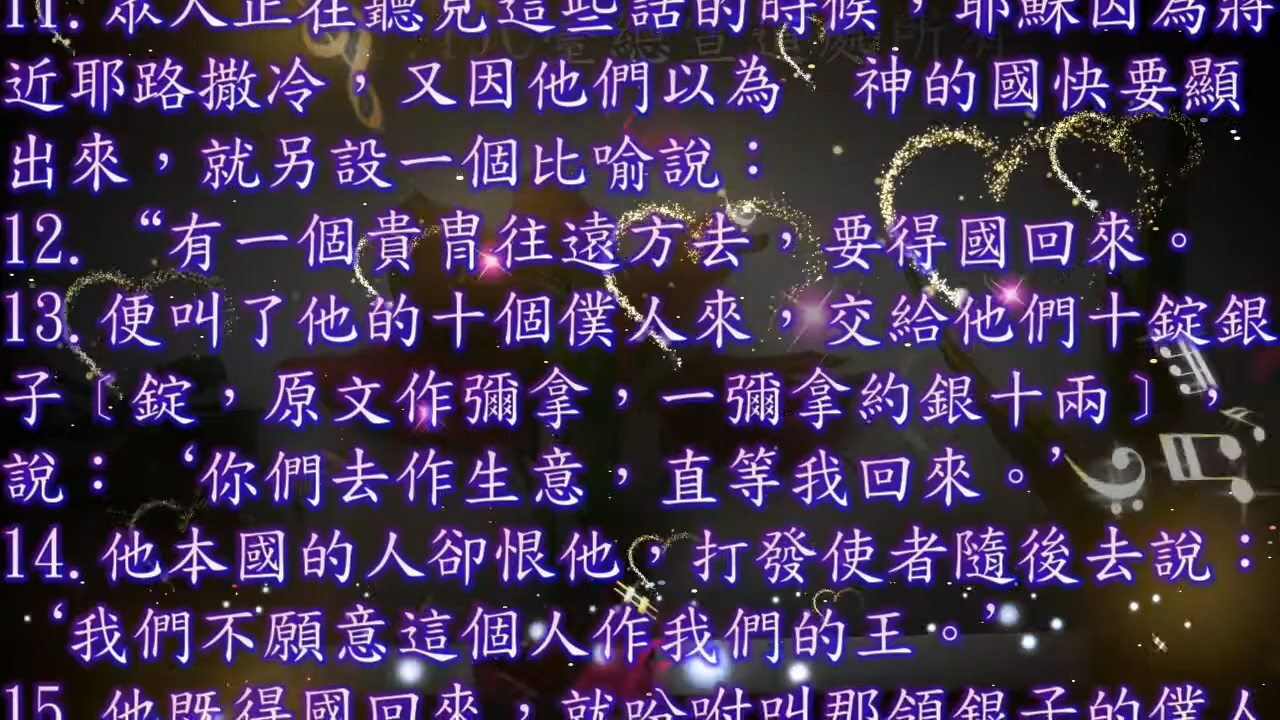 11. 眾人正在聽見這些話的時候，耶穌因為將
近耶路撒冷，又因他們以為　神的國快要顯
出來，就另設一個比喻說：
12. “有一個貴冑往遠方去，要得國回來。
13. 便叫了他的十個僕人來，交給他們十錠銀
子〔錠，原文作彌拿，一彌拿約銀十兩〕，
說：‘你們去作生意，直等我回來。’
14. 他本國的人卻恨他，打發使者隨後去說：
‘我們不願意這個人作我們的王。’
15. 他既得國回來，就吩咐叫那領銀子的僕人